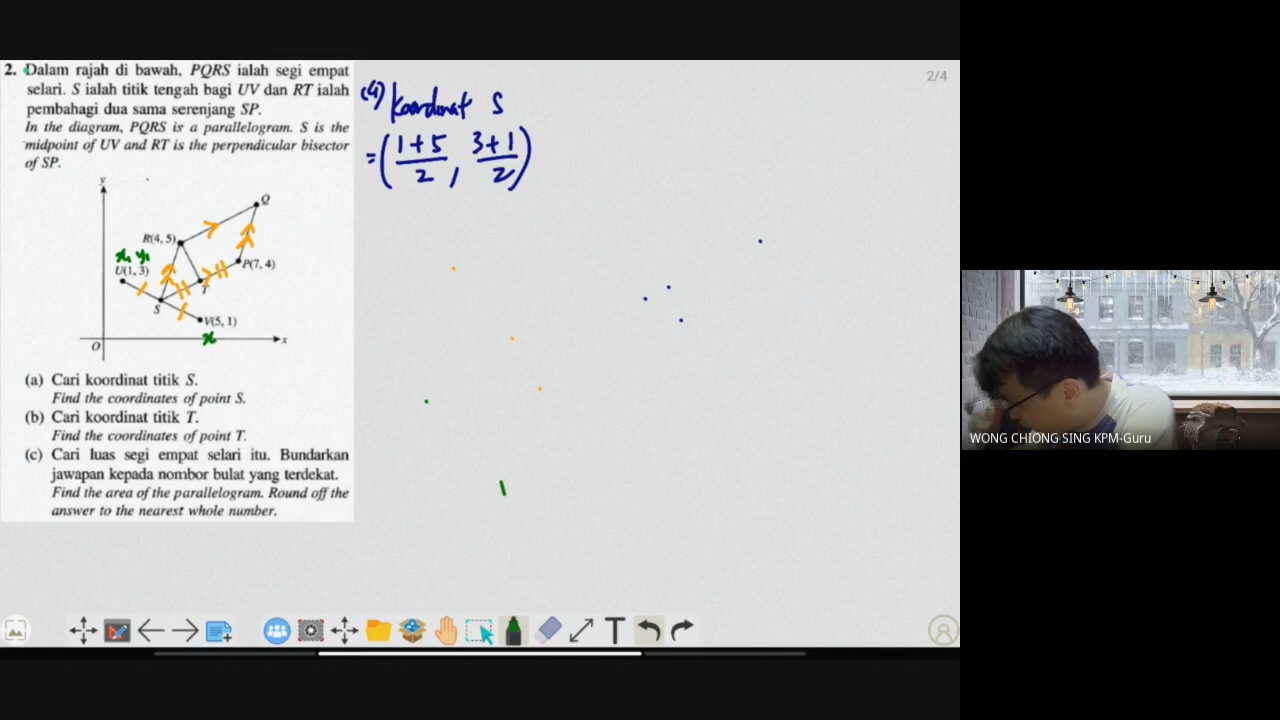 2/4
2. Dalam rajah di bawah, PQRS ialah segi empat
selari. S ialah titik tengah bagi UV dan RT ialah
pembahagi dua sama serenjang SP.
In the diagram, PQRS is a parallelogram. S is the
midpoint of UV and RT is the perpendicular bisector
of SP.
y
Q
R(4, 5)
x₁ y₁
P(7, 4)
U(1, 3)
T
S
V(5, 1)
x
O
x
(a) Cari koordinat titik S.
Find the coordinates of point S.
(b) Cari koordinat titik T.
Find the coordinates of point T.
(c) Cari luas segi empat selari itu. Bundarkan
jawapan kepada nombor bulat yang terdekat.
Find the area of the parallelogram. Round off the
answer to the nearest whole number.
(a) koordinat S
= (1+5/2, 3+1/2)
T
WONG CHIONG SING KPM-Guru